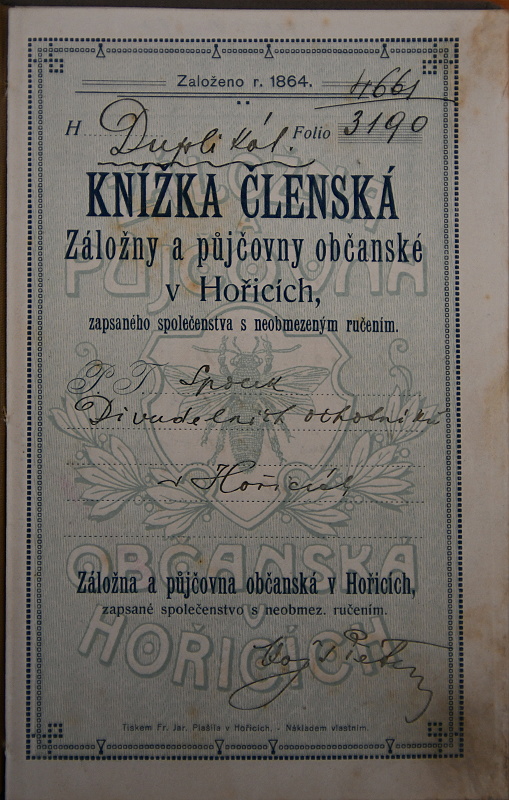 Založeno r. 1864.
4661
H Duplikát. Folio 3190
KNÍŽKA ČLENSKÁ
Záložny a půjčovny občanské
v Hořicích,
zapsaného společenstva s neobmezeným ručením.
P T Spolek
Divadelních ochotníků
v Hořicích
Záložna a půjčovna občanská v Hořicích,
zapsané společenstvo s neobmez. ručením.
Tiskem Fr. Jar. Plašila v Hořicích. - Nákladem vlastním.